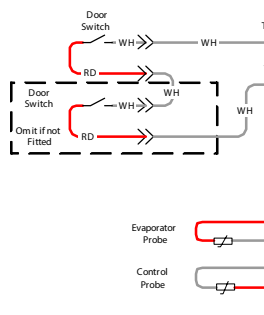 Door
Switch
WH
WH
T
RD
WH
Door
Switch
WH
WH
Omit if not
Fitted
RD
Evaporator
Probe
Control
Probe